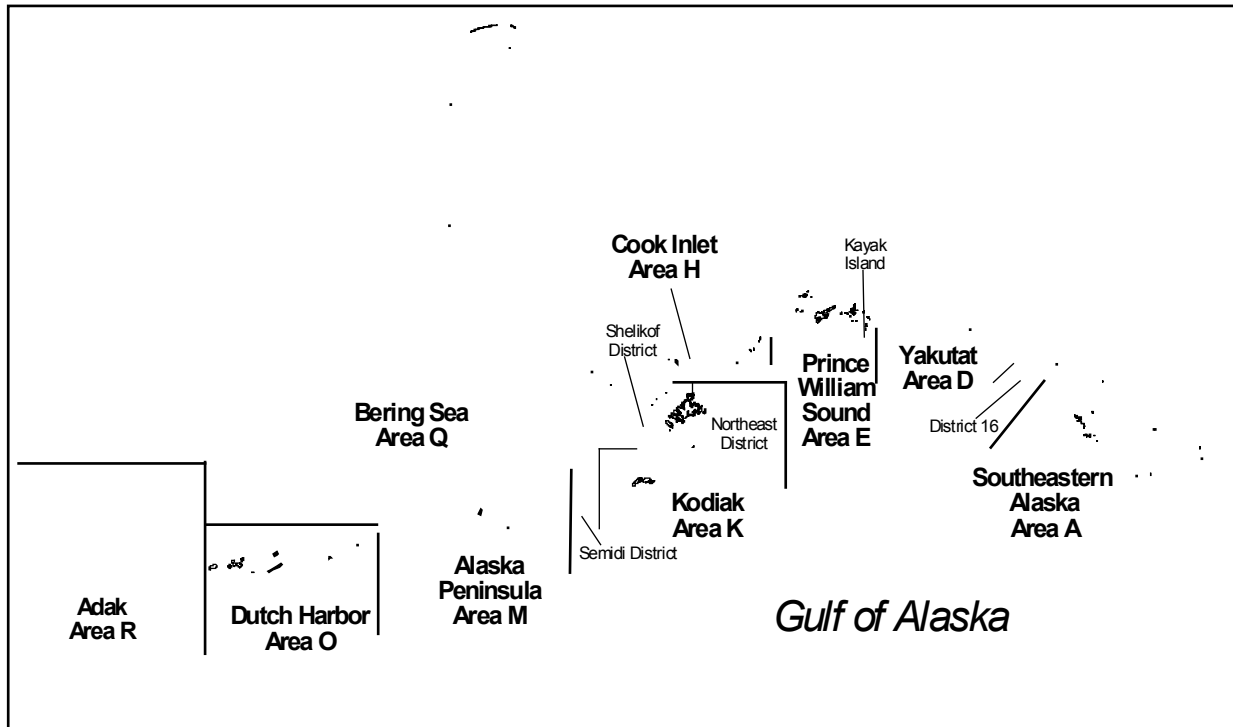 Cook Inlet
Area H
Kayak
Island
Shelikof
District
Prince
William
Sound
Area E
Yakutat
Area D
Bering Sea
Area Q
Northeast
District
District 16
Southeastern
Alaska
Area A
Kodiak
Area K
Semidi District
Alaska
Peninsula
Area M
Adak
Area R
Dutch Harbor
Area O
Gulf of Alaska